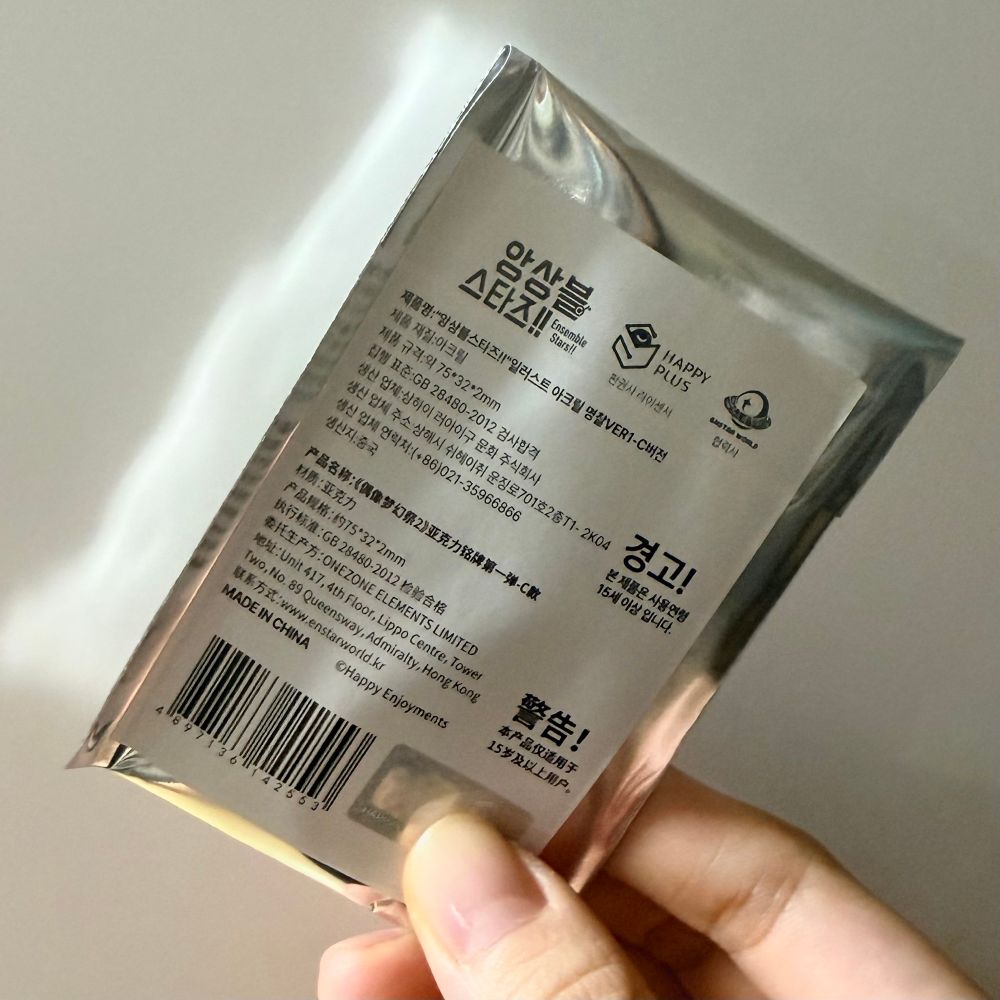 앙상블
스타즈!!
Ensemble
Stars!!
HAPPY
PLUS
판권사 라이센시
협력사
제품명:"앙상블스타즈!!"일러스트 아크릴 명찰VER1-C버전
제품 재질:아크릴
제품 규격:약 75*32*2mm
집행 표준:GB 28480-2012 검사합격
생산 업체:상하이 러아이구 문화 주식회사
생산 업체 주소 상해시 쉬헤이취 윤징로701호2층T1- 2K04
생산 업체 연락처:(+86)021-35966866
생산지:중국
경고!
본 제품은 사용연령
15세 이상 입니다.
产品名称:《偶像梦幻祭2》亚克力铭牌第一弹-C款
材质:亚克力
产品规格:约75*32*2mm
执行标准:GB 28480-2012 检验合格
委托生产方:ONEZONE ELEMENTS LIMITED
地址:Unit 417, 4th Floor, Lippo Centre, Tower
Two, No. 89 Queensway, Admiralty, Hong Kong
联系方式:www.enstarworld.kr
MADE IN CHINA
©Happy Enjoyments
警告!
本产品仅适用于
15岁及以上用户。
4897136142553